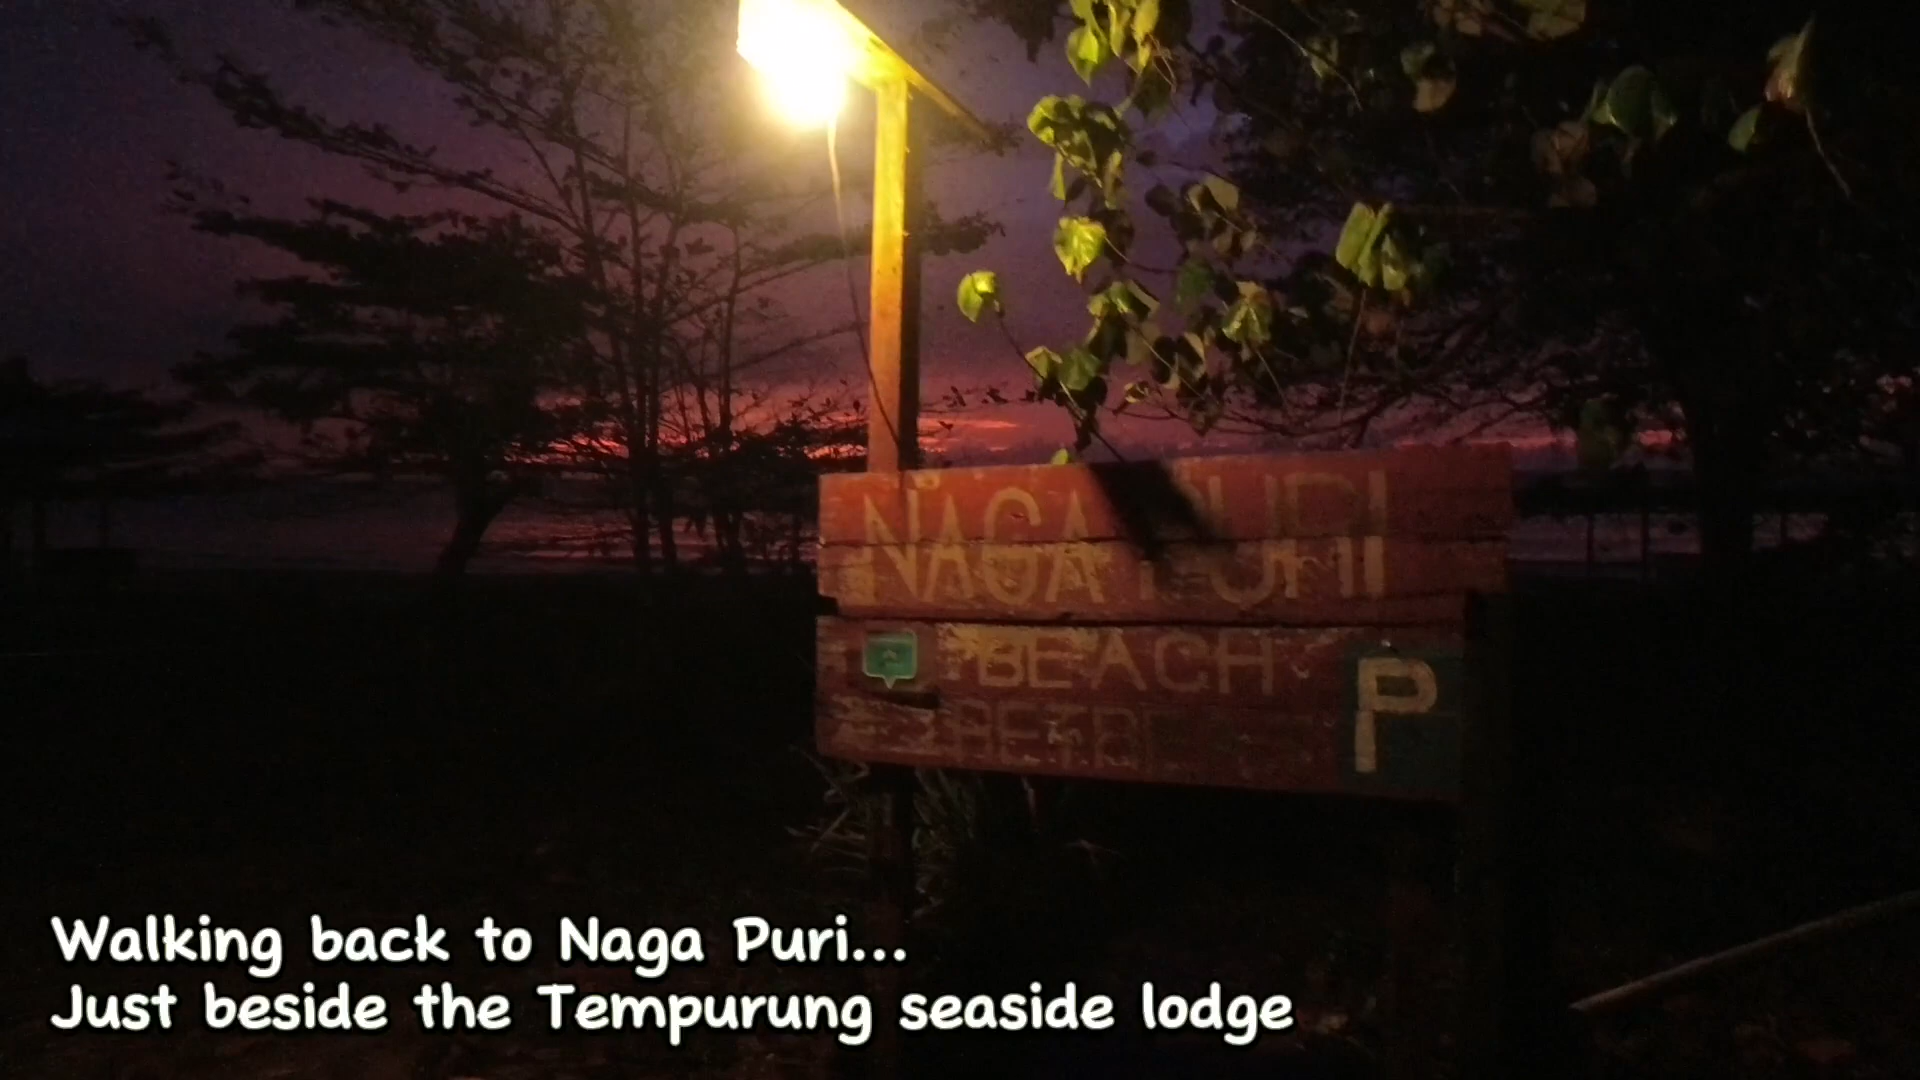 NAGA PURI
BEACH
P
Walking back to Naga Puri...
Just beside the Tempurung seaside lodge